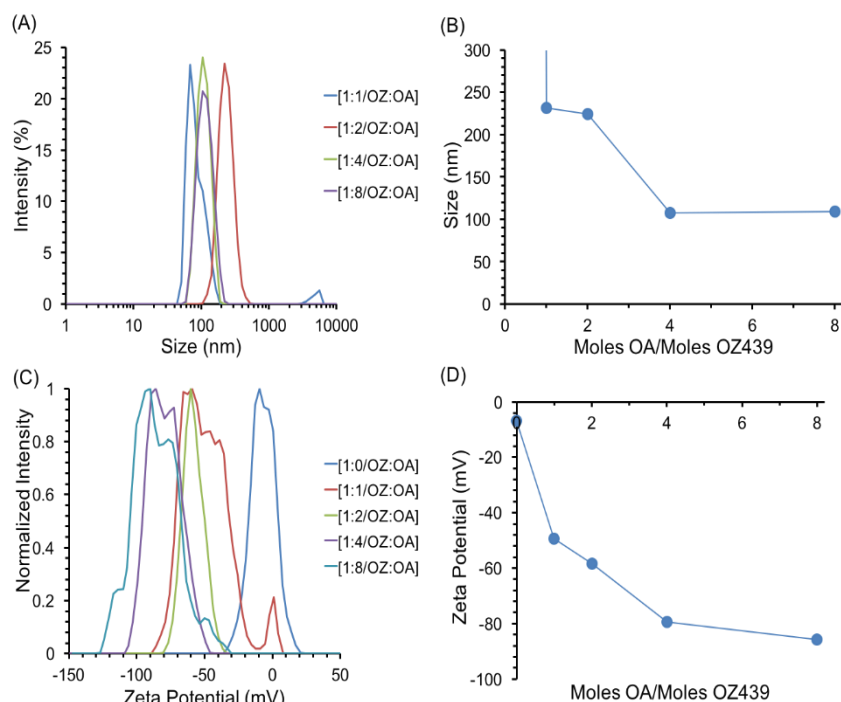 (A)
25
20
15
10
5
0
Intensity (%)
1 10 100 1000 10000
Size (nm)
[1:1/OZ:OA]
[1:2/OZ:OA]
[1:4/OZ:OA]
[1:8/OZ:OA]
(B)
300
250
200
150
100
50
0
Size (nm)
0 2 4 6 8
Moles OA/Moles OZ439
(C)
1
0.8
0.6
0.4
0.2
0
Normalized Intensity
-150 -100 -50 0 50
Zeta Potential (mV)
[1:0/OZ:OA]
[1:1/OZ:OA]
[1:2/OZ:OA]
[1:4/OZ:OA]
[1:8/OZ:OA]
(D)
0
-20
-40
-60
-80
-100
Zeta Potential (mV)
0 2 4 6 8
Moles OA/Moles OZ439